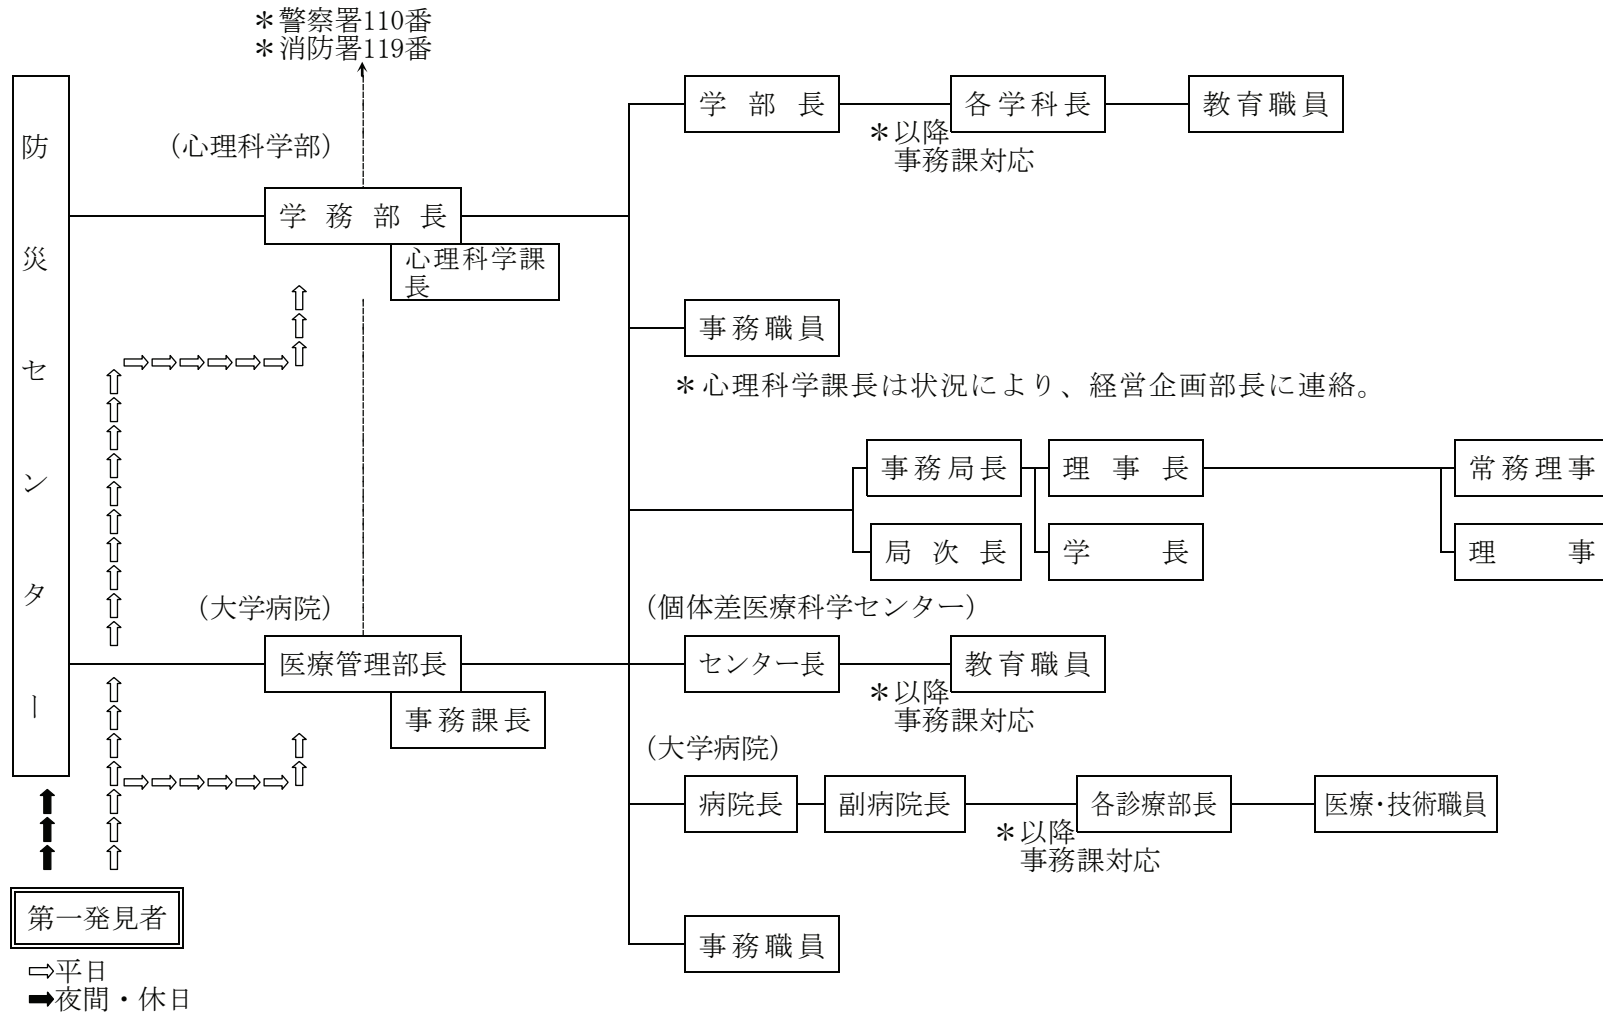 ＊警察署110番
＊消防署119番
防災センター
（心理科学部）
学務部長
心理科学課
長
学部長
各学科長
教育職員
＊以降
事務課対応
事務職員
＊心理科学課長は状況により、経営企画部長に連絡。
事務局長
理事長
常務理事
局次長
学長
理事
（大学病院）
医療管理部長
事務課長
（個体差医療科学センター）
センター長
教育職員
＊以降
事務課対応
（大学病院）
病院長
副病院長
各診療部長
医療・技術職員
＊以降
事務課対応
事務職員
第一発見者
⇨平日
➡夜間・休日